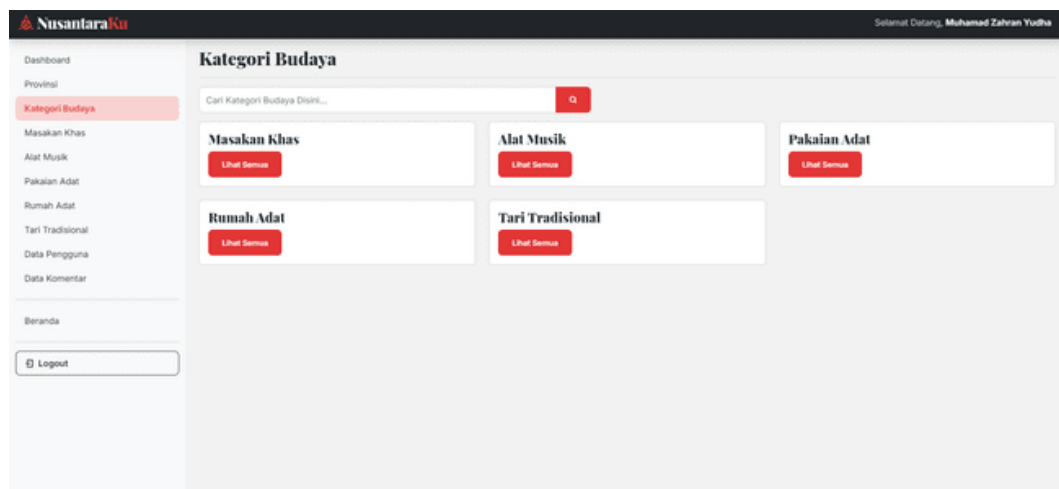 NusantaraKu
Selamat Datang, Muhamad Zahran Yudha
Dashboard
Provinsi
Kategori Budaya
Masakan Khas
Alat Musik
Pakaian Adat
Rumah Adat
Tari Tradisional
Data Pengguna
Data Komentar
Beranda
Logout
Kategori Budaya
Cari Kategori Budaya Disini...
Masakan Khas
Lihat Semua
Alat Musik
Lihat Semua
Pakaian Adat
Lihat Semua
Rumah Adat
Lihat Semua
Tari Tradisional
Lihat Semua